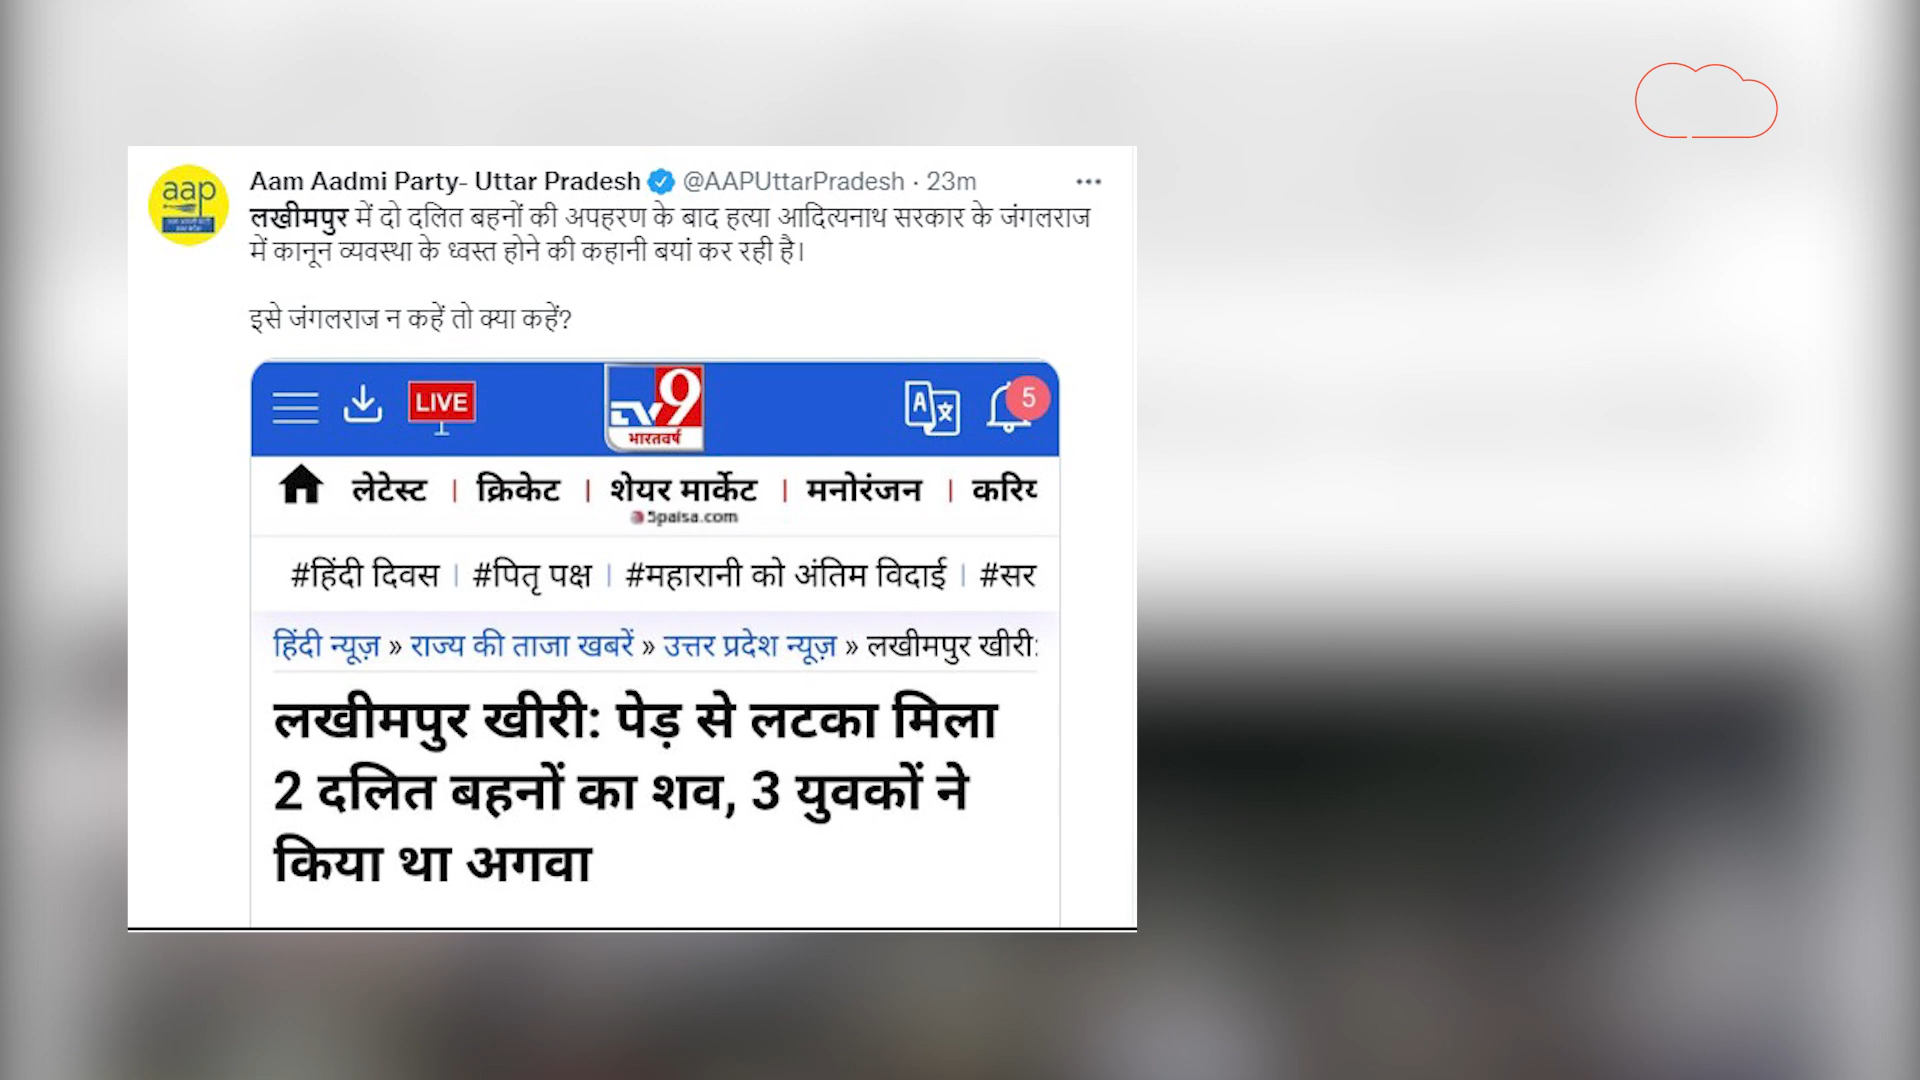 aap
Aam Aadmi Party- Uttar Pradesh @AAPUttarPradesh · 23m
लखीमपुर में दो दलित बहनों की अपहरण के बाद हत्या आदित्यनाथ सरकार के जंगलराज
में कानून व्यवस्था के ध्वस्त होने की कहानी बयां कर रही है।
इसे जंगलराज न कहें तो क्या कहें?
LIVE
TV9
भारतवर्ष
A
5
लेटेस्ट | क्रिकेट | शेयर मार्केट | मनोरंजन | करिय
5paisa.com
#हिंदी दिवस | #पितृ पक्ष | #महारानी को अंतिम विदाई | #सर
हिंदी न्यूज़ » राज्य की ताजा खबरें » उत्तर प्रदेश न्यूज़ » लखीमपुर खीरी:
लखीमपुर खीरी: पेड़ से लटका मिला
2 दलित बहनों का शव, 3 युवकों ने
किया था अगवा